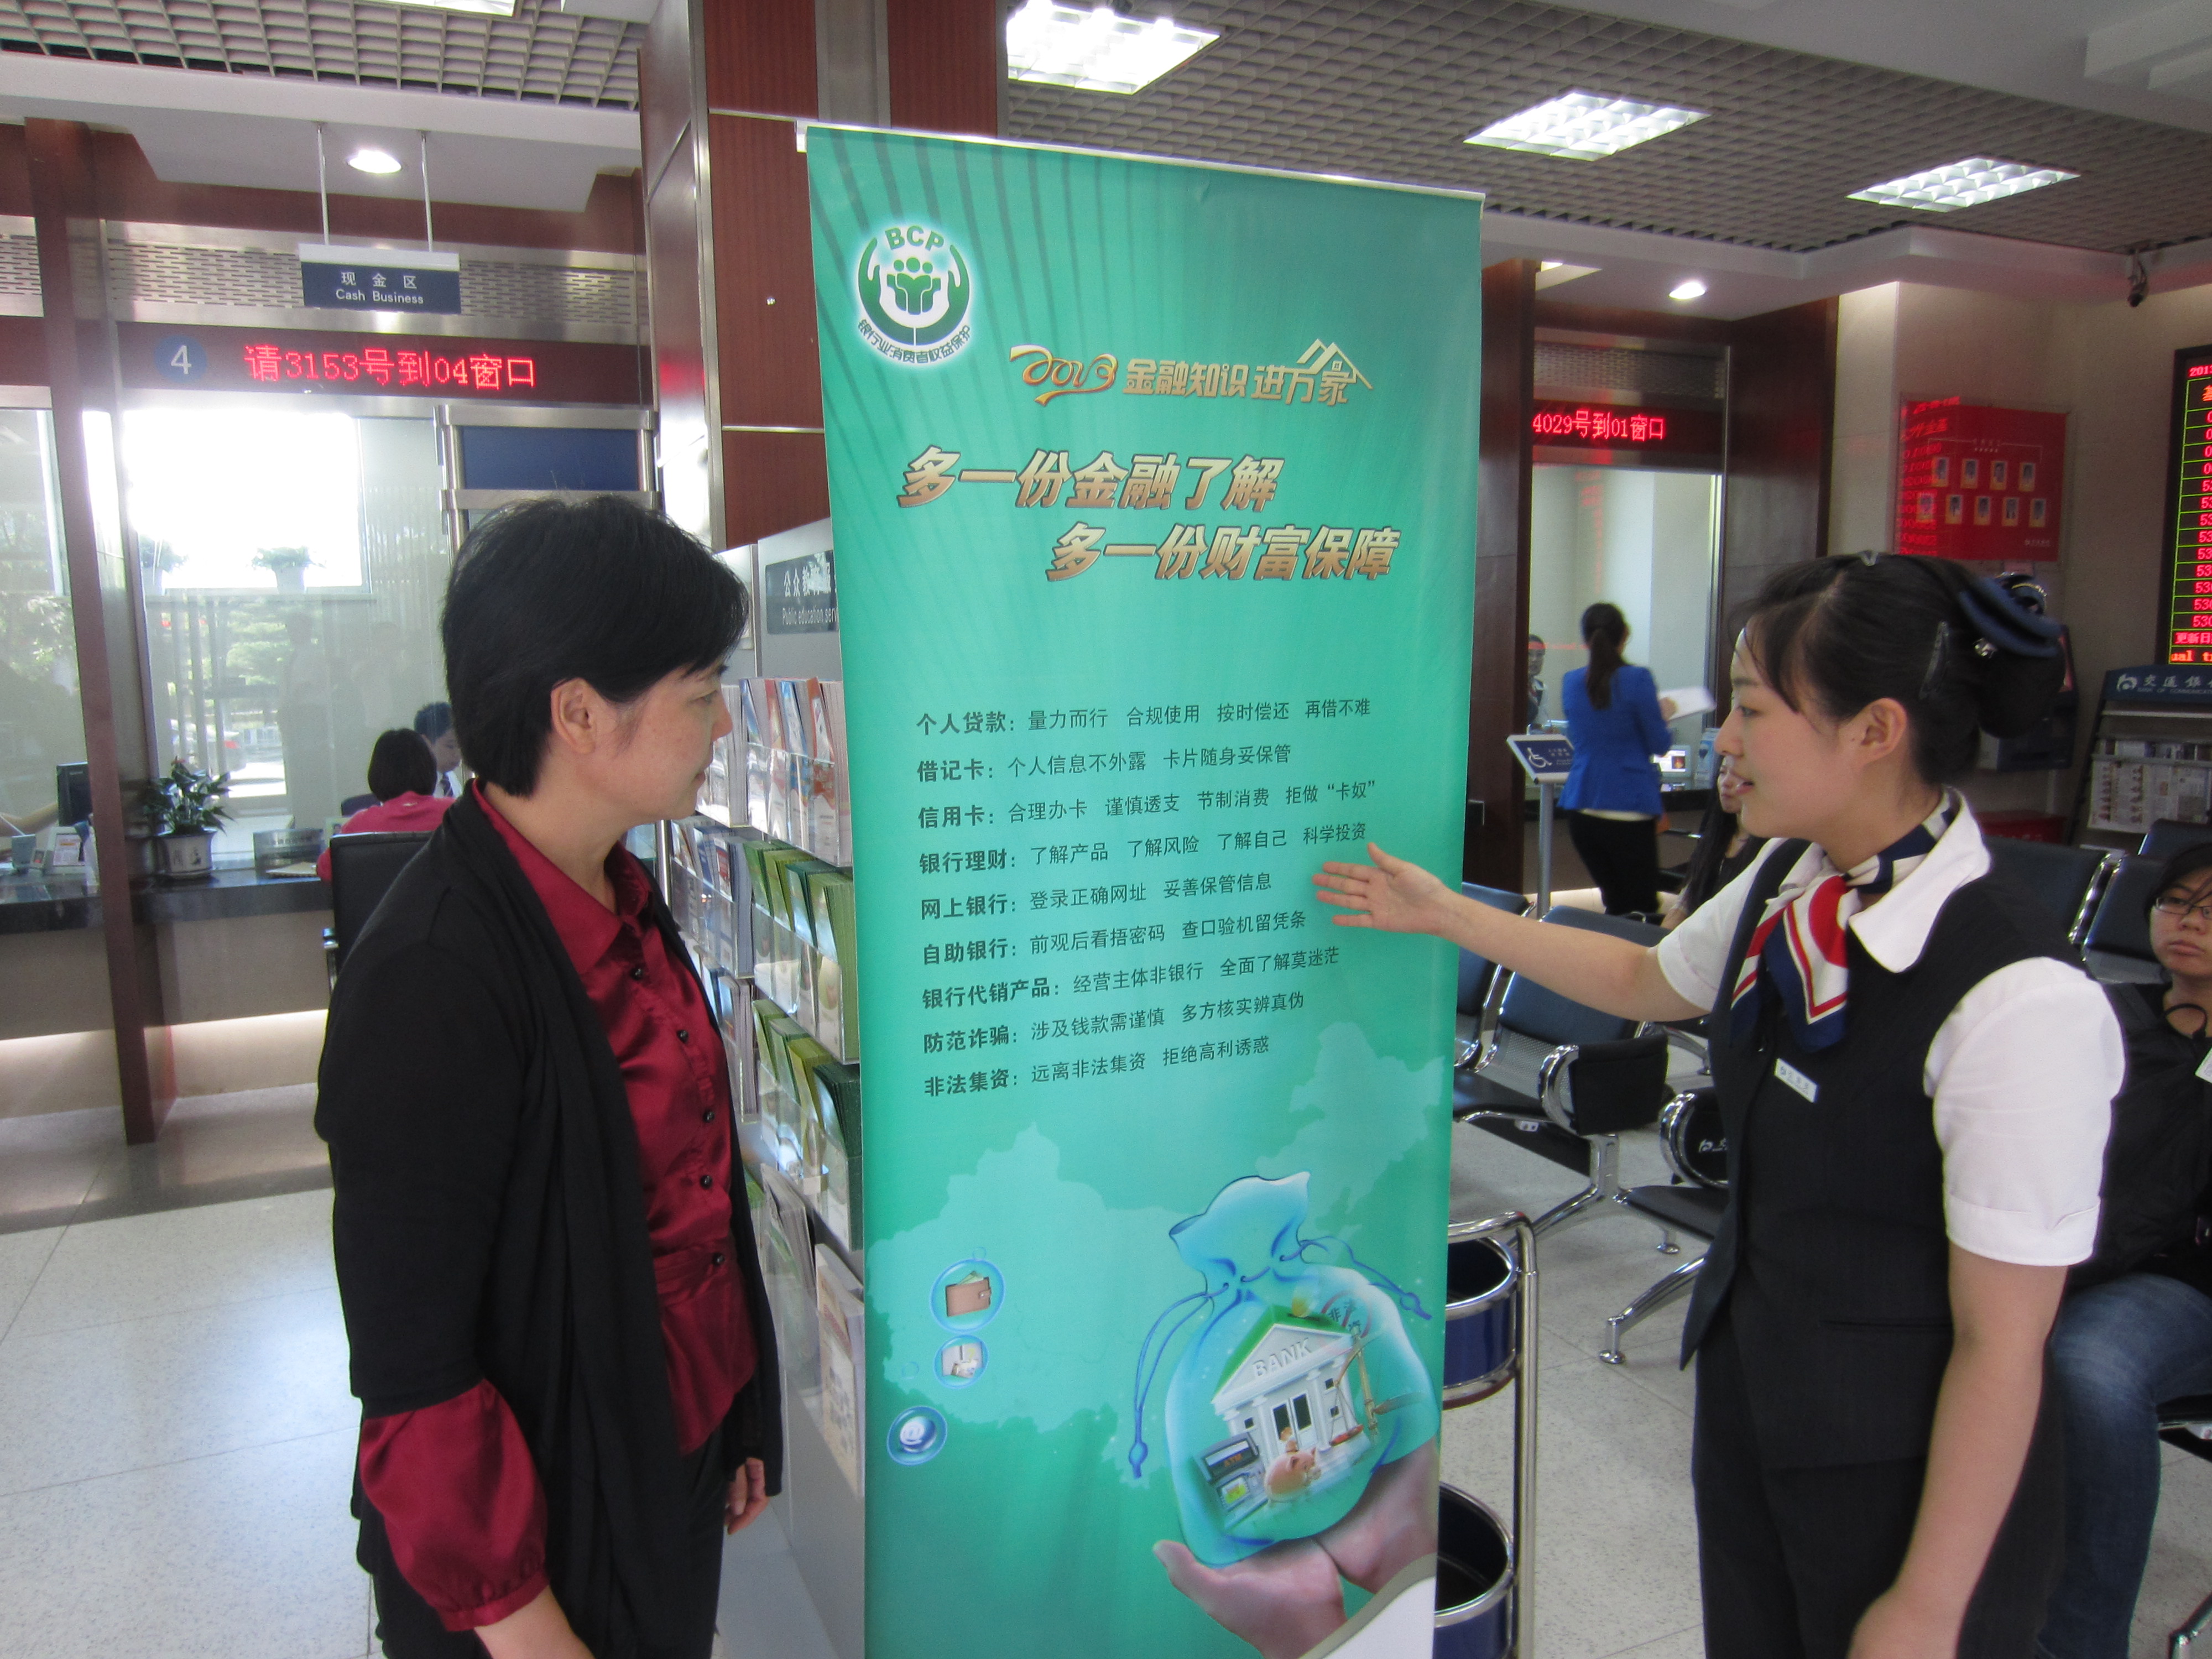 现金区
Cash Business
4
请3153号到04窗口
BCP
银行业消费者权益保护
2013 金融知识进万家
多一份金融了解
多一份财富保障
Public education serv
个人贷款：量力而行 合规使用 按时偿还 再借不难
借记卡：个人信息不外露 卡片随身妥保管
信用卡：合理办卡 谨慎透支 节制消费 拒做“卡奴”
银行理财：了解产品 了解风险 了解自己 科学投资
网上银行：登录正确网址 妥善保管信息
自助银行：前观后看捂密码 查口验机留凭条
银行代销产品：经营主体非银行 全面了解莫迷茫
防范诈骗：涉及钱款需谨慎 多方核实辨真伪
非法集资：远离非法集资 拒绝高利诱惑
BANK
ATM
4029号到01窗口
交通银